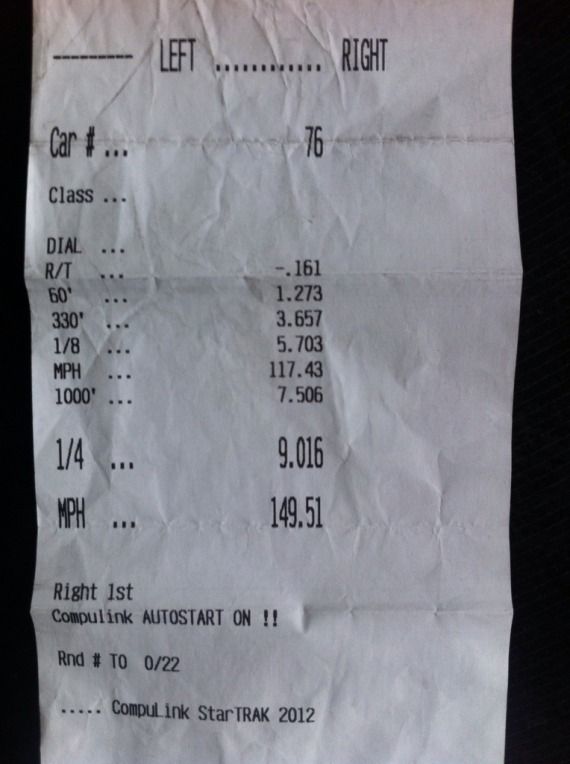 --------- LEFT ............ RIGHT
Car # ... 76
Class ...
DIAL ...
R/T ... -.161
60' ... 1.273
330' ... 3.657
1/8 ... 5.703
MPH ... 117.43
1000' ... 7.506
1/4 ... 9.016
MPH ... 149.51
Right 1st
Compulink AUTOSTART ON !!
Rnd # TO 0/22
..... CompuLink StarTRAK 2012